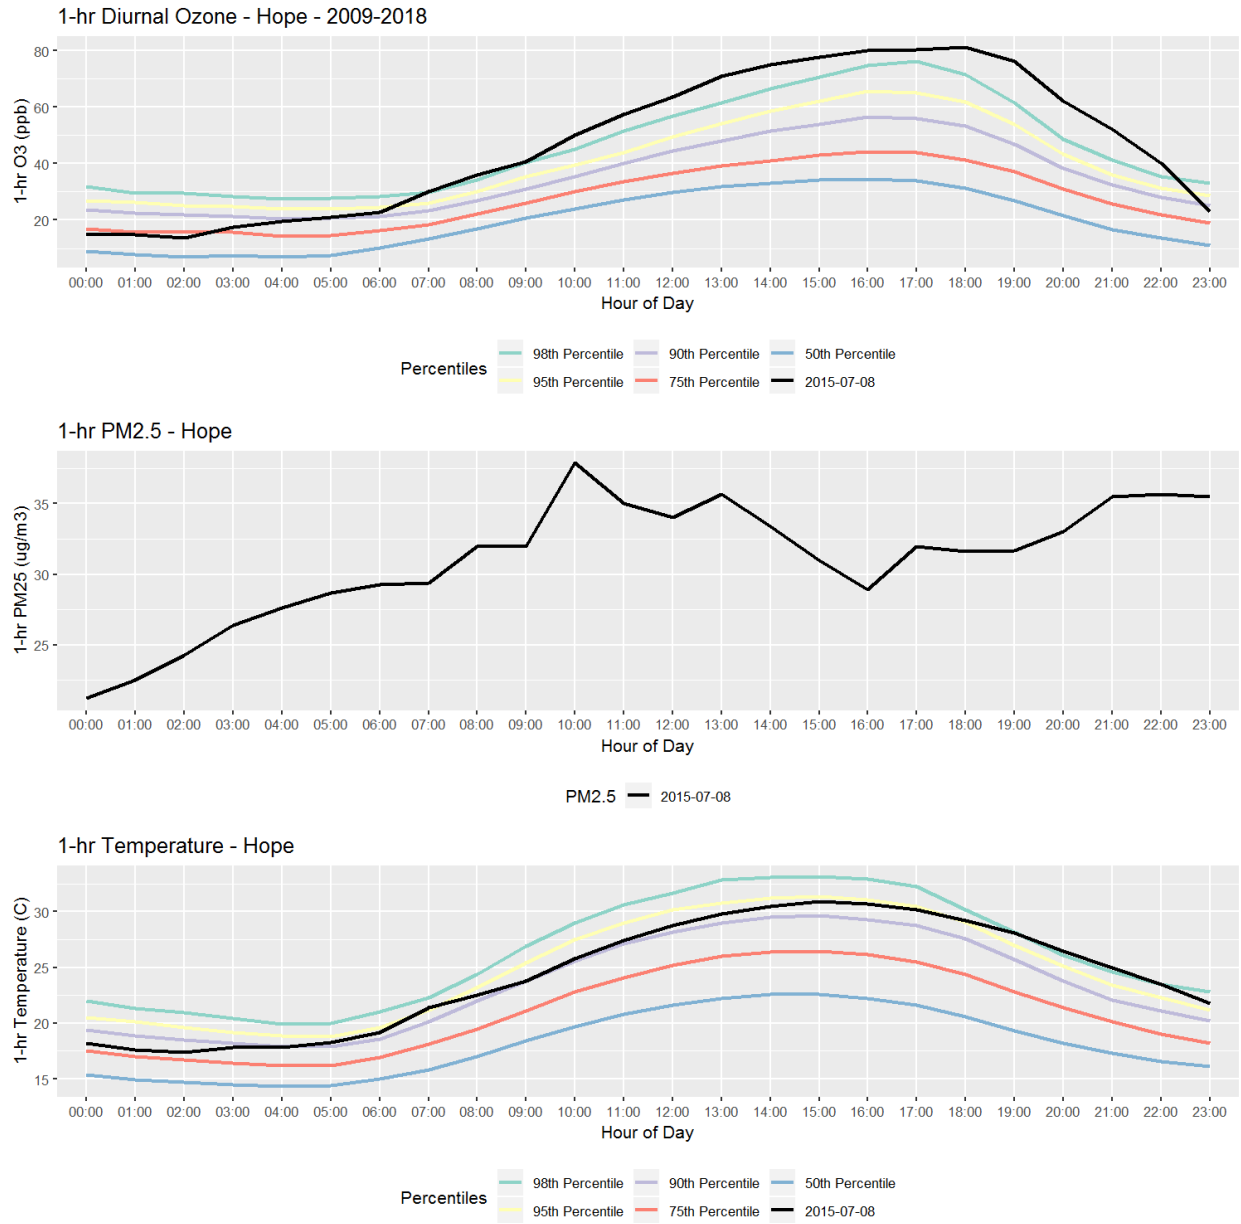 1-hr Diurnal Ozone - Hope - 2009-2018
1-hr O3 (ppb)
80
60
40
20
00:00 01:00 02:00 03:00 04:00 05:00 06:00 07:00 08:00 09:00 10:00 11:00 12:00 13:00 14:00 15:00 16:00 17:00 18:00 19:00 20:00 21:00 22:00 23:00
Hour of Day
Percentiles
98th Percentile 90th Percentile 50th Percentile
95th Percentile 75th Percentile 2015-07-08
1-hr PM2.5 - Hope
1-hr PM25 (ug/m3)
35
30
25
00:00 01:00 02:00 03:00 04:00 05:00 06:00 07:00 08:00 09:00 10:00 11:00 12:00 13:00 14:00 15:00 16:00 17:00 18:00 19:00 20:00 21:00 22:00 23:00
Hour of Day
PM2.5 2015-07-08
1-hr Temperature - Hope
1-hr Temperature (C)
30
25
20
15
00:00 01:00 02:00 03:00 04:00 05:00 06:00 07:00 08:00 09:00 10:00 11:00 12:00 13:00 14:00 15:00 16:00 17:00 18:00 19:00 20:00 21:00 22:00 23:00
Hour of Day
Percentiles
98th Percentile 90th Percentile 50th Percentile
95th Percentile 75th Percentile 2015-07-08